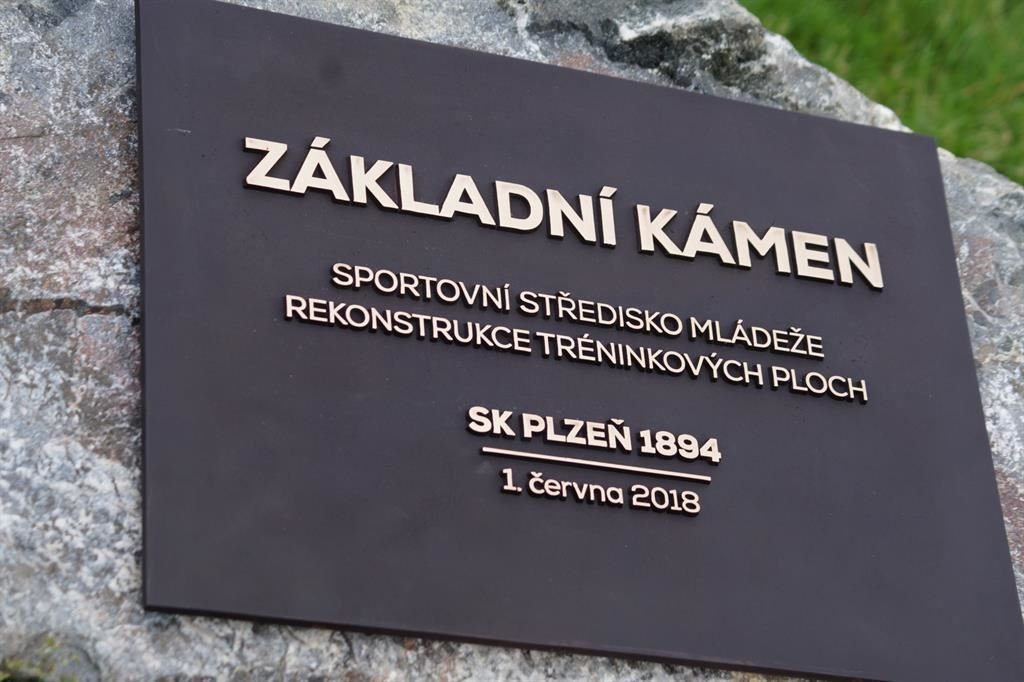 ZÁKLADNÍ KÁMEN
SPORTOVNÍ STŘEDISKO MLÁDEŽE
REKONSTRUKCE TRÉNINKOVÝCH PLOCH
SK PLZEŇ 1894
1. června 2018